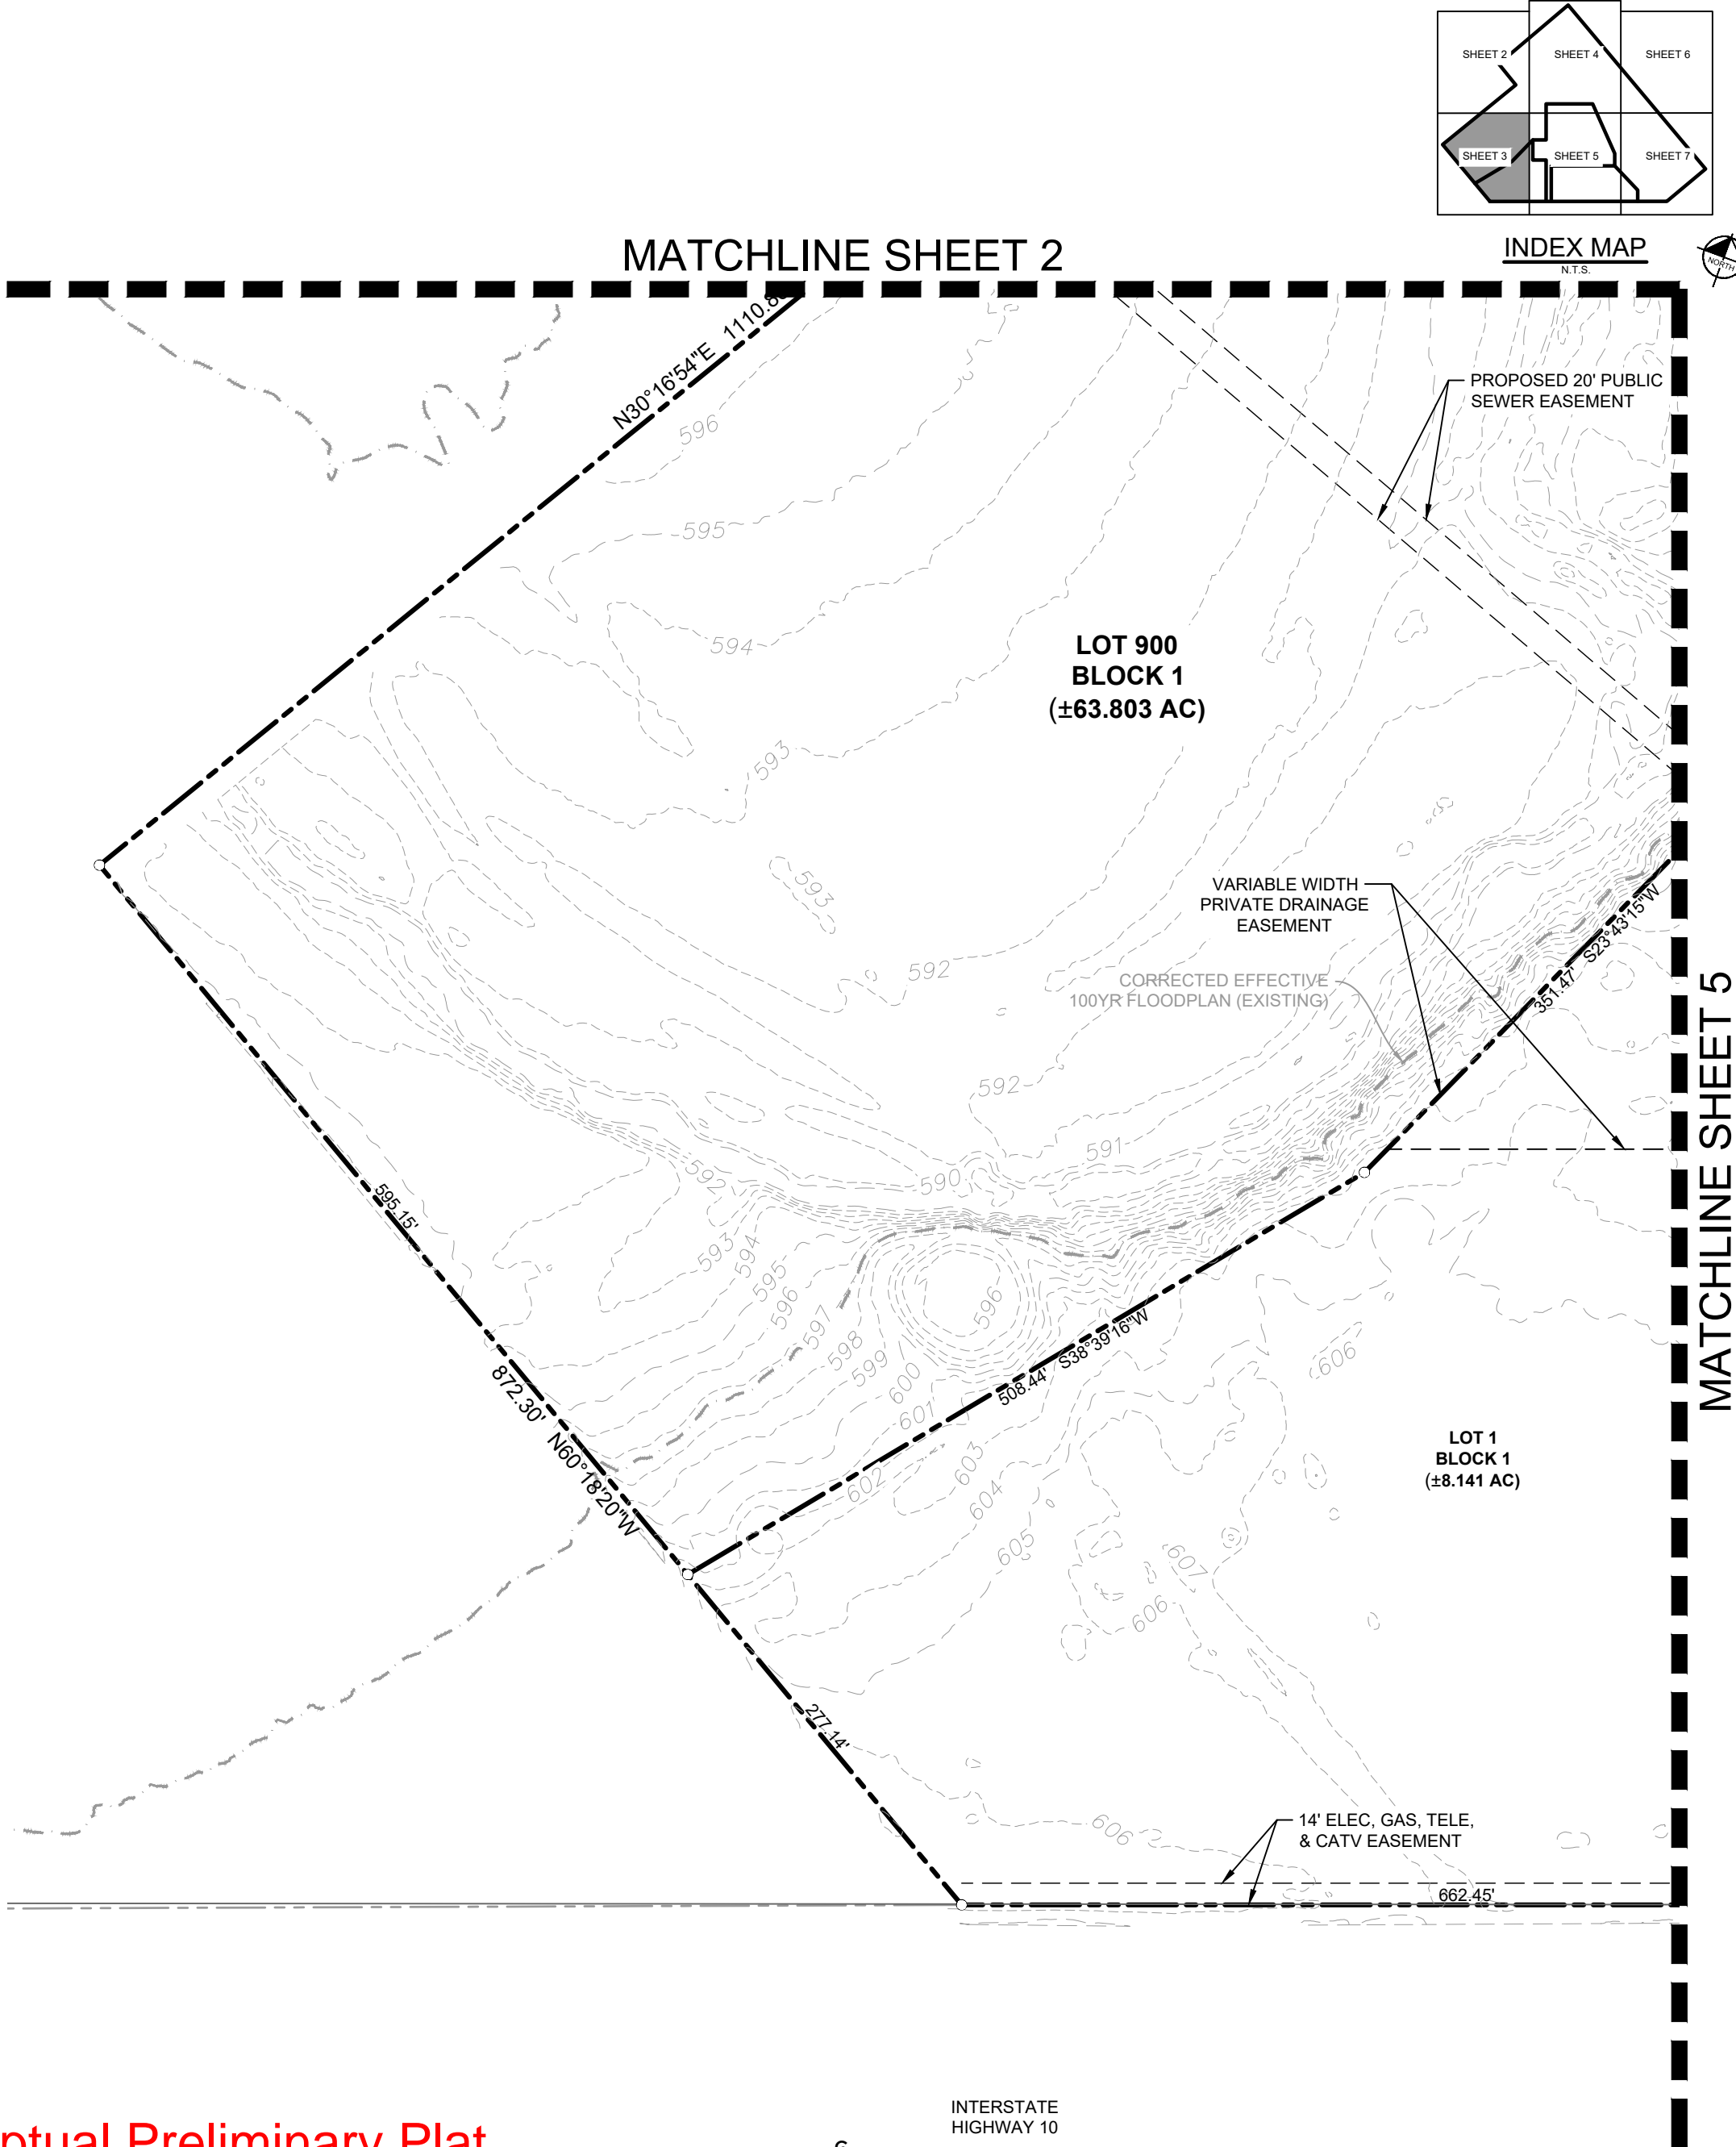 SHEET 2
SHEET 4
SHEET 6
SHEET 3
SHEET 5
SHEET 7
INDEX MAP
N.T.S.
NORTH
MATCHLINE SHEET 2
N30°16'54"E
596
PROPOSED 20' PUBLIC
SEWER EASEMENT
595
594
LOT 900
BLOCK 1
(±63.803 AC)
593
593
VARIABLE WIDTH
PRIVATE DRAINAGE
EASEMENT
351.47' S23°43'15"W
592
CORRECTED EFFECTIVE
100YR FLOODPLAN (EXISTING)
MATCHLINE SHEET 5
592
591
590
592
595.15'
593
594
595
596
597
598
599
600
596
601
602
603
604
605
606
508.44' S38°39'16"W
872.30' N60°18'20"W
LOT 1
BLOCK 1
(±8.141 AC)
607
606
277.14'
606
14' ELEC, GAS, TELE,
& CATV EASEMENT
662.45'
INTERSTATE
HIGHWAY 10
Preliminary Plat